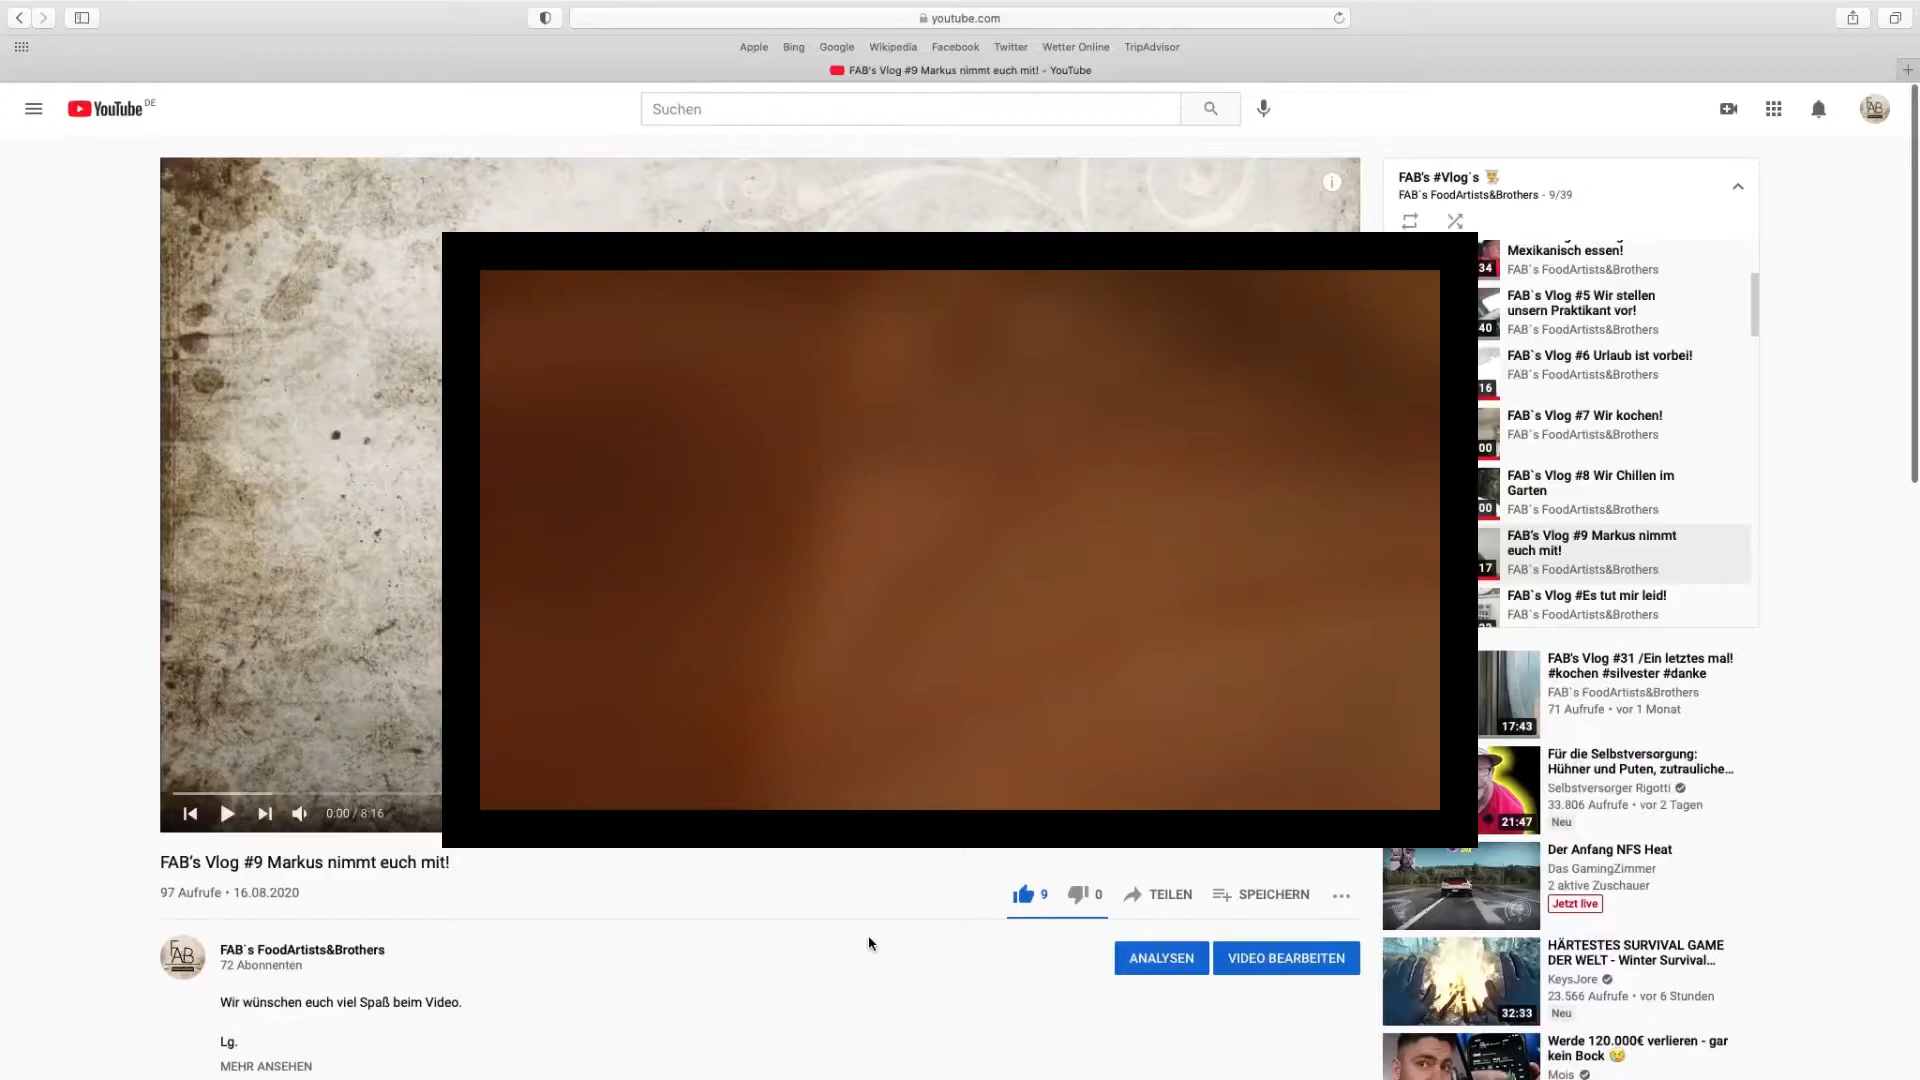 youtube.com
Apple Bing Google Wikipedia Facebook Twitter Wetter Online TripAdvisor
FAB's Vlog #9 Markus nimmt euch mit! - YouTube
YouTube DE
Suchen
FAB's #Vlog`s
FAB`s FoodArtists&Brothers - 9/39
Mexikanisch essen!
34
FAB`s FoodArtists&Brothers
FAB`s Vlog #5 Wir stellen
unsern Praktikant vor!
40
FAB`s FoodArtists&Brothers
FAB`s Vlog #6 Urlaub ist vorbei!
FAB`s FoodArtists&Brothers
16
FAB`s Vlog #7 Wir kochen!
FAB`s FoodArtists&Brothers
00
FAB`s Vlog #8 Wir Chillen im
Garten
00
FAB`s FoodArtists&Brothers
FAB's Vlog #9 Markus nimmt
euch mit!
17
FAB`s FoodArtists&Brothers
FAB`s Vlog #Es tut mir leid!
FAB`s FoodArtists&Brothers
0:00 / 8:16
FAB's Vlog #9 Markus nimmt euch mit!
97 Aufrufe • 16.08.2020
9 0 TEILEN SPEICHERN
FAB
FAB`s FoodArtists&Brothers
72 Abonnenten
ANALYSEN VIDEO BEARBEITEN
Wir wünschen euch viel Spaß beim Video.
Lg.
MEHR ANSEHEN
FAB's Vlog #31 /Ein letztes mal!
#kochen #silvester #danke
FAB`s FoodArtists&Brothers
71 Aufrufe • vor 1 Monat
17:43
Für die Selbstversorgung:
Hühner und Puten, zutrauliche...
Selbstversorger Rigotti
33.806 Aufrufe • vor 2 Tagen
21:47
Neu
Der Anfang NFS Heat
Das GamingZimmer
2 aktive Zuschauer
Jetzt live
HÄRTESTES SURVIVAL GAME
DER WELT - Winter Survival...
KeysJore
23.566 Aufrufe • vor 6 Stunden
32:33
Neu
Werde 120.000€ verlieren - gar
kein Bock
Mois